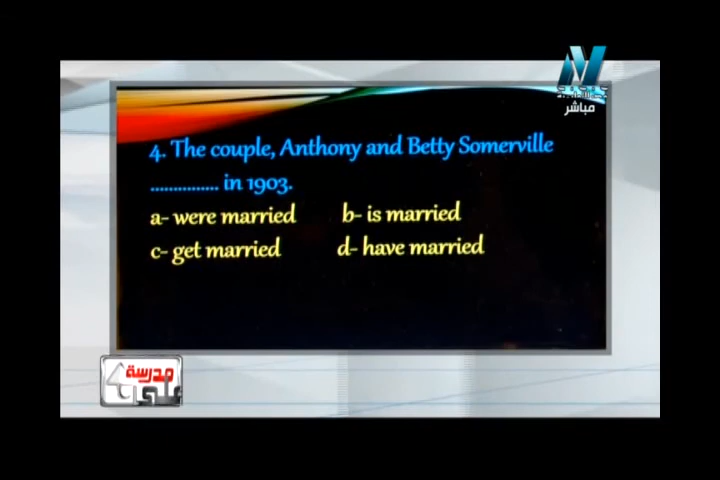 مباشر
4. The couple, Anthony and Betty Somerville
............... in 1903.
a- were married b- is married
c- get married d- have married
مدرسة
على